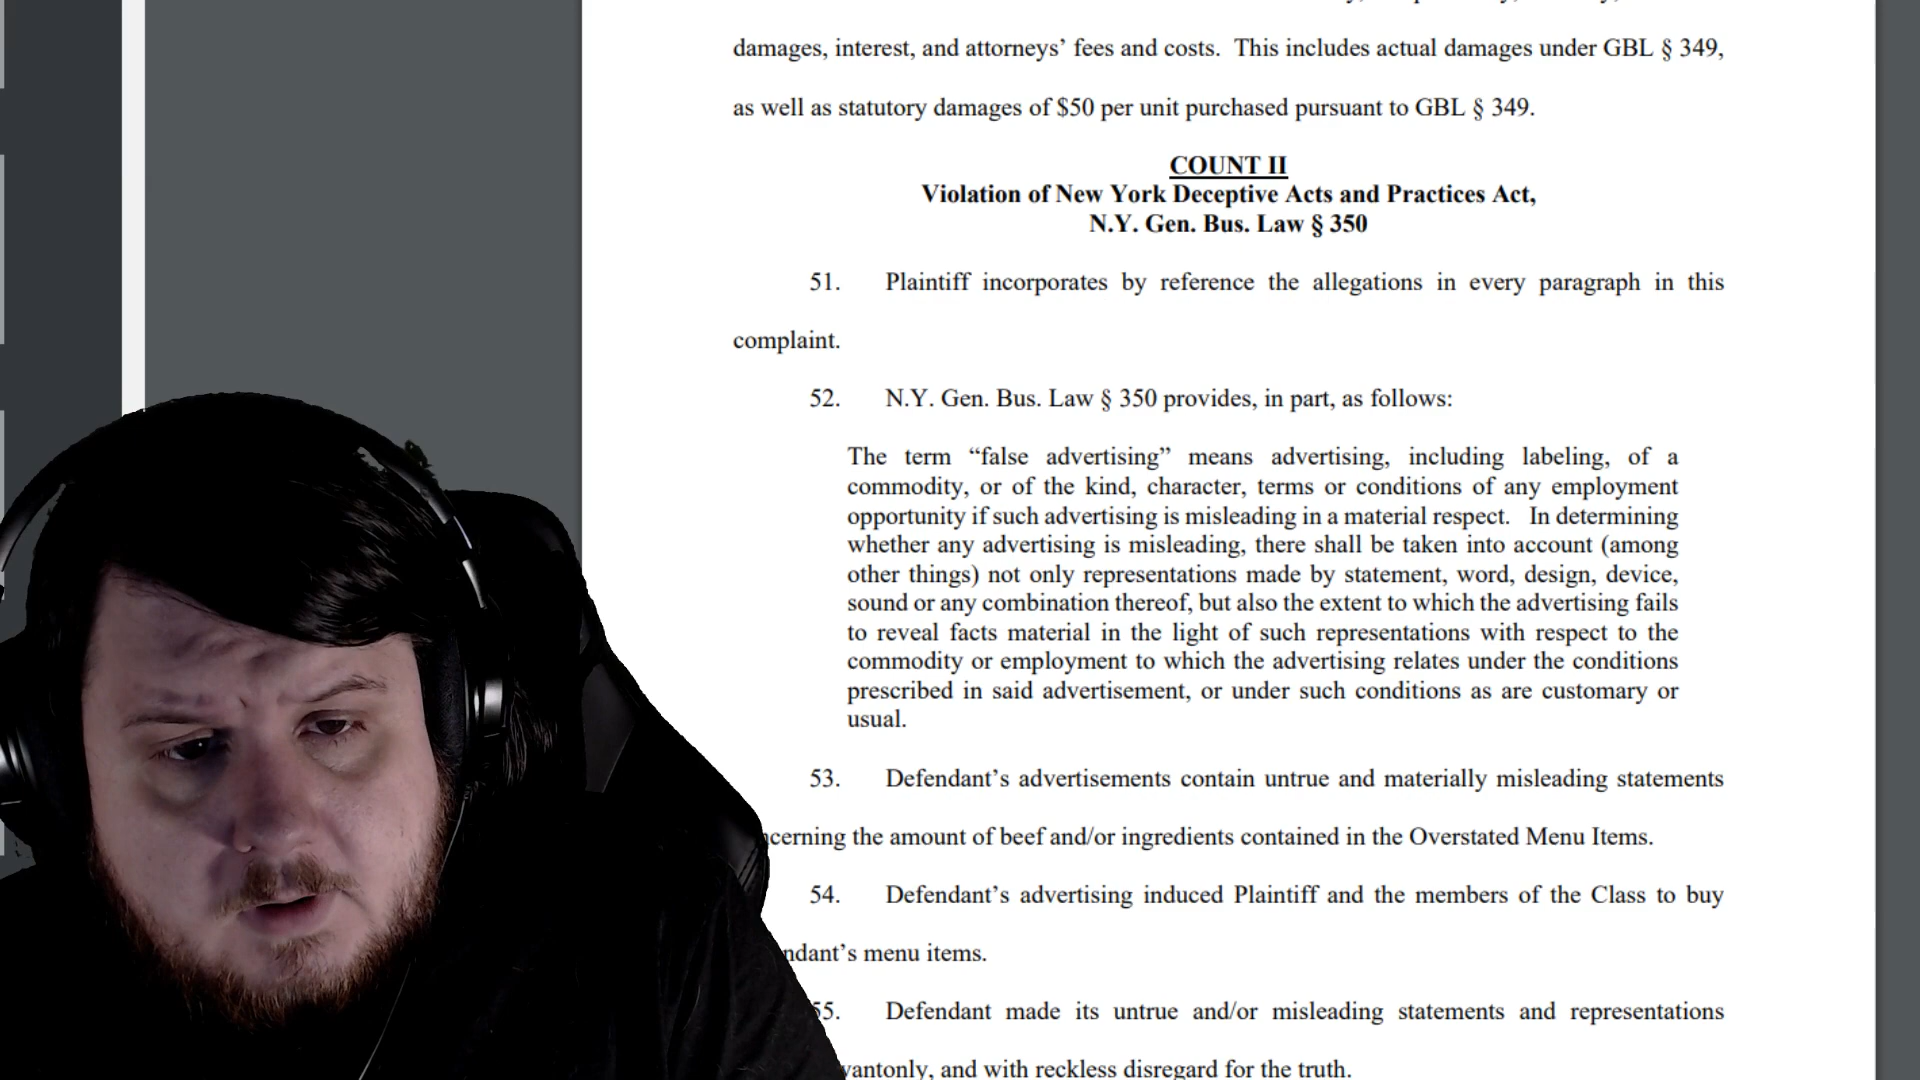 damages, interest, and attorneys’ fees and costs.  This includes actual damages under GBL § 349,
as well as statutory damages of $50 per unit purchased pursuant to GBL § 349.
COUNT II
Violation of New York Deceptive Acts and Practices Act,
N.Y. Gen. Bus. Law § 350
51. Plaintiff incorporates by reference the allegations in every paragraph in this
complaint.
52. N.Y. Gen. Bus. Law § 350 provides, in part, as follows:
The term “false advertising” means advertising, including labeling, of a
commodity, or of the kind, character, terms or conditions of any employment
opportunity if such advertising is misleading in a material respect.  In determining
whether any advertising is misleading, there shall be taken into account (among
other things) not only representations made by statement, word, design, device,
sound or any combination thereof, but also the extent to which the advertising fails
to reveal facts material in the light of such representations with respect to the
commodity or employment to which the advertising relates under the conditions
prescribed in said advertisement, or under such conditions as are customary or
usual.
53. Defendant’s advertisements contain untrue and materially misleading statements
cerning the amount of beef and/or ingredients contained in the Overstated Menu Items.
54. Defendant’s advertising induced Plaintiff and the members of the Class to buy
ndant’s menu items.
55. Defendant made its untrue and/or misleading statements and representations
wantonly, and with reckless disregard for the truth.